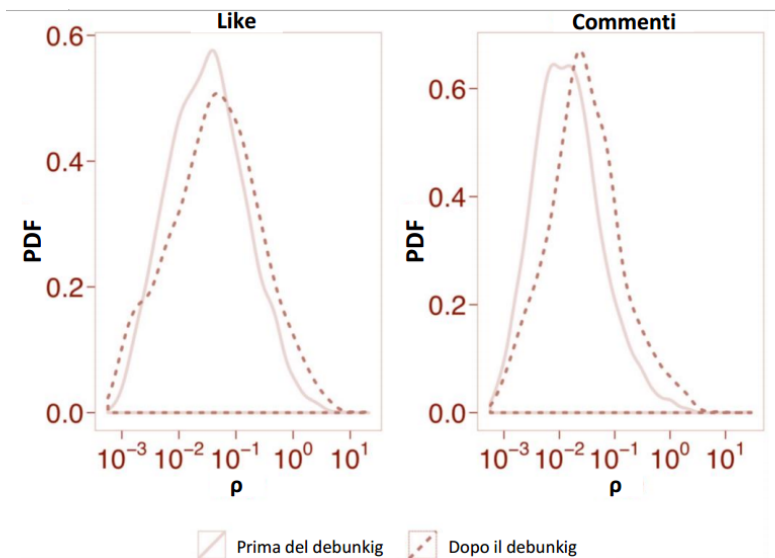 Like
Commenti
0.6
0.4
0.2
0.0
PDF
10⁻³ 10⁻² 10⁻¹ 10⁰ 10¹
ρ
0.6
0.4
0.2
0.0
PDF
10⁻³ 10⁻² 10⁻¹ 10⁰ 10¹
ρ
Prima del debunkig
Dopo il debunkig